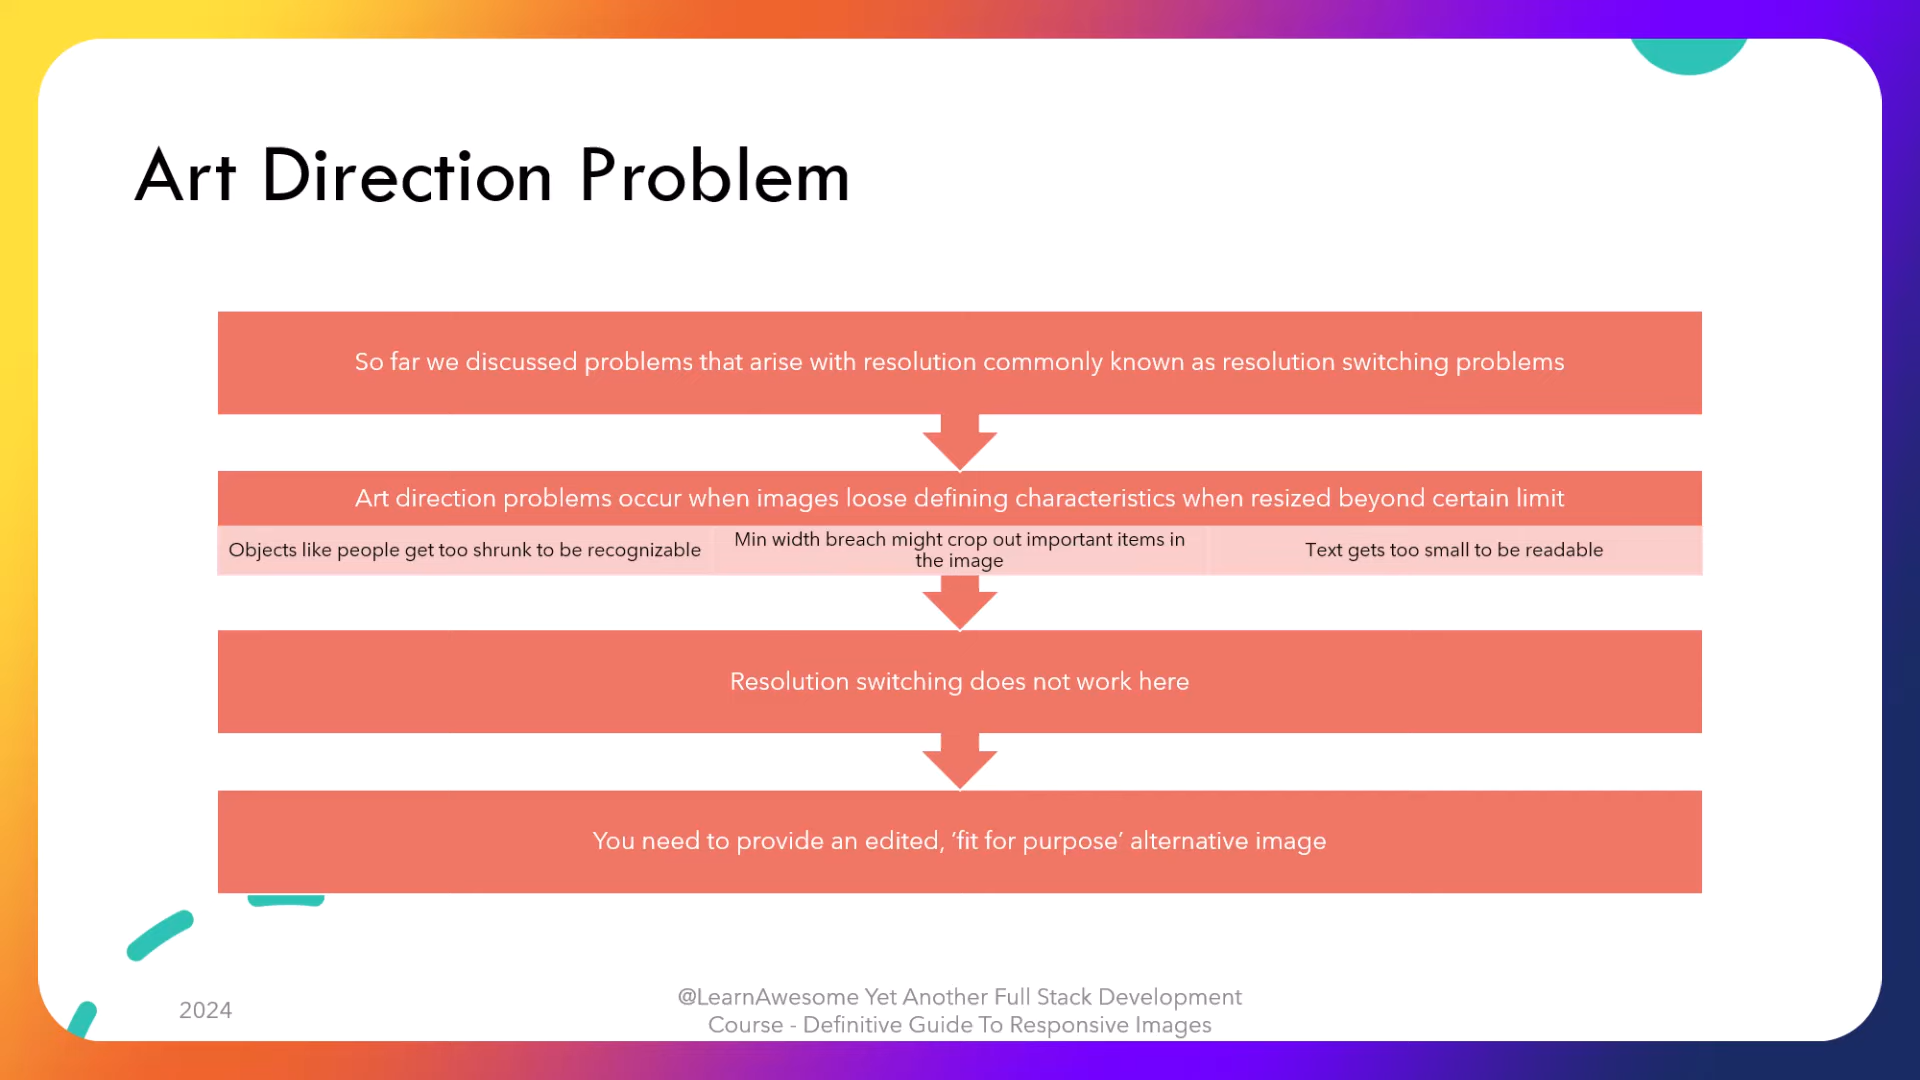 Art Direction Problem
So far we discussed problems that arise with resolution commonly known as resolution switching problems
Art direction problems occur when images loose defining characteristics when resized beyond certain limit
Objects like people get too shrunk to be recognizable
Min width breach might crop out important items in
the image
Text gets too small to be readable
Resolution switching does not work here
You need to provide an edited, ‘fit for purpose’ alternative image
2024
@LearnAwesome Yet Another Full Stack Development
Course - Definitive Guide To Responsive Images